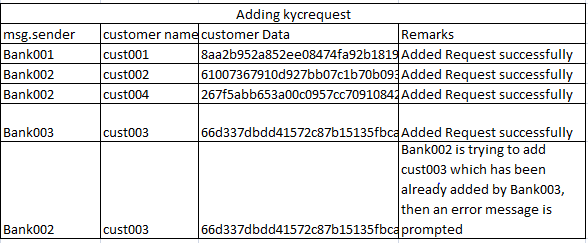 Adding kycrequest
msg.sender customer name customer Data Remarks
Bank001 cust001 8aa2b952a852ee08474fa92b1819 Added Request successfully
Bank002 cust002 61007367910d927bb07c1b70b093 Added Request successfully
Bank002 cust004 267f5abb653a00c0957cc70910842 Added Request successfully
Bank003 cust003 66d337dbdd41572c87b15135fbca Added Request successfully
Bank002 is trying to add
cust003 which has been
already added by Bank003,
then an error message is
Bank002 cust003 66d337dbdd41572c87b15135fbca prompted